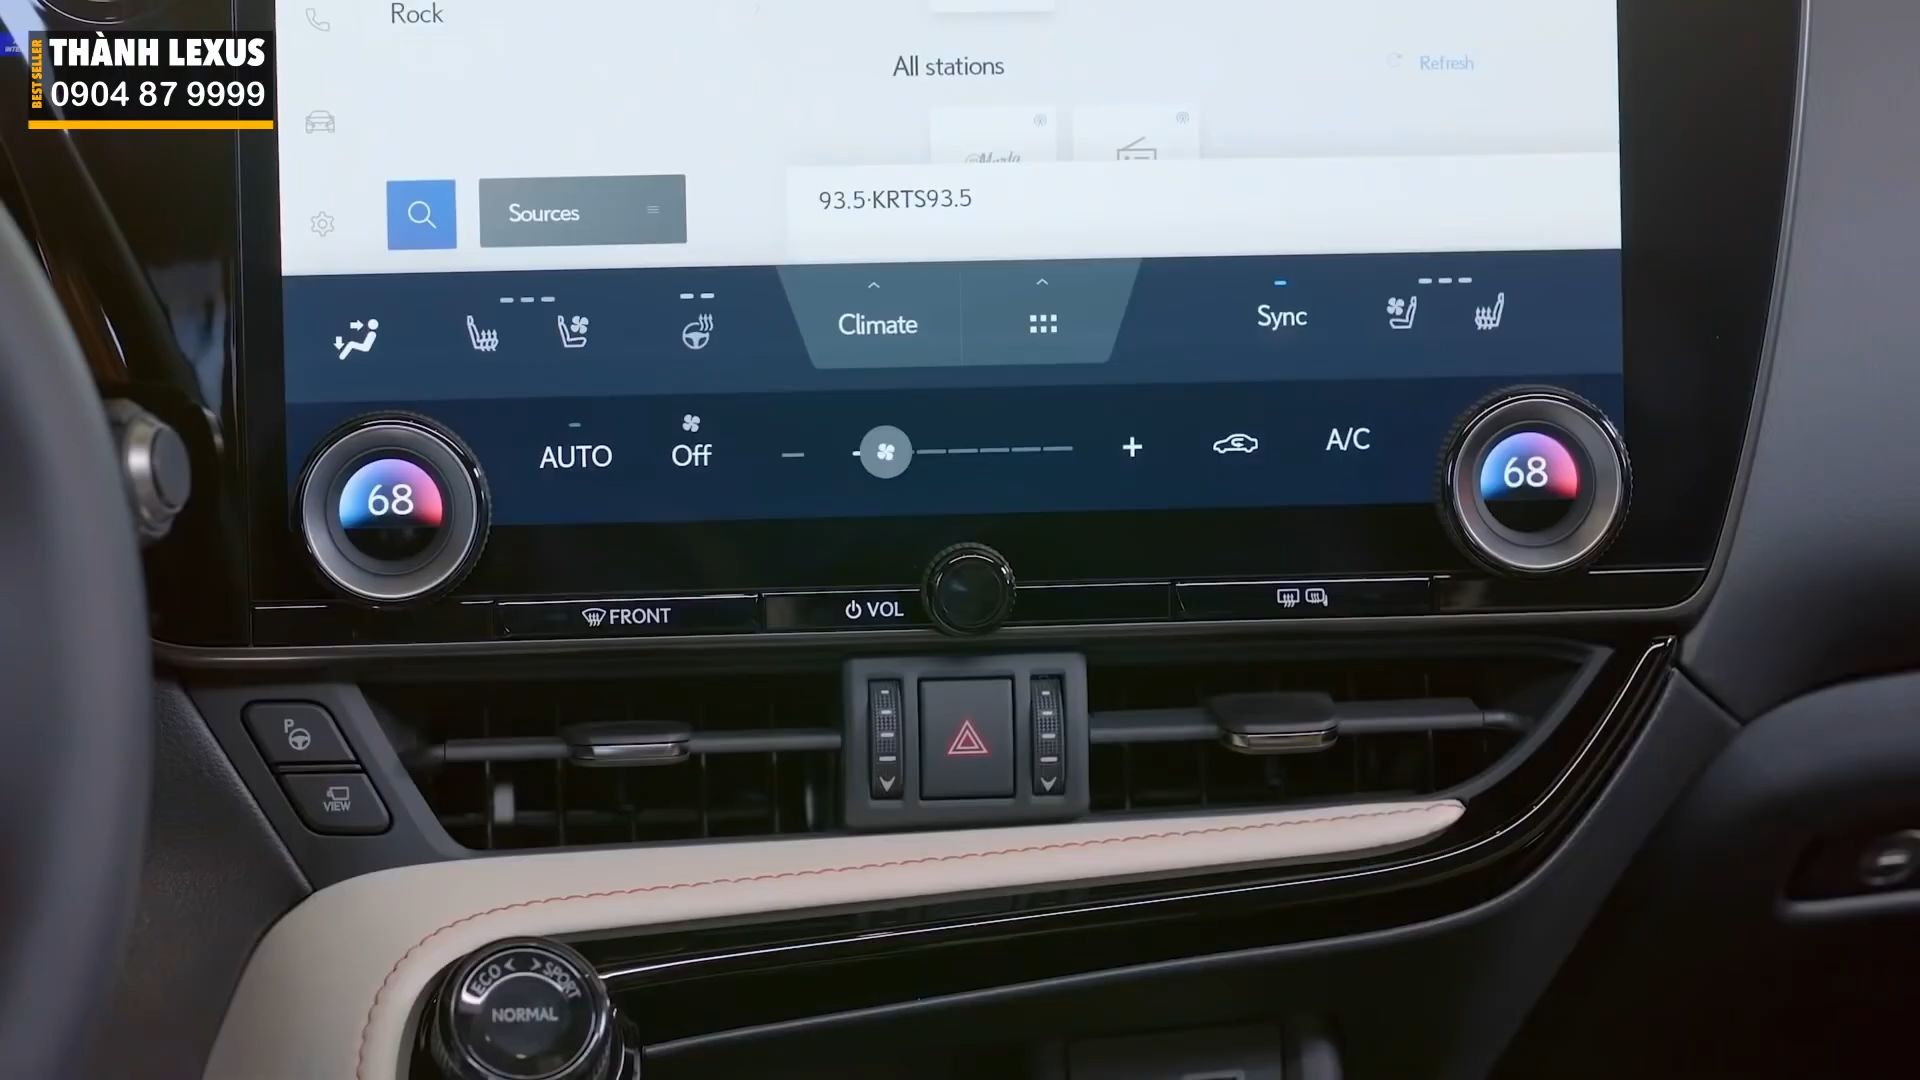 BEST SELLER
THÀNH LEXUS
0904 87 9999
Rock
All stations
Refresh
Sources
93.5·KRTS93.5
Climate
Sync
AUTO
Off
A/C
68
68
FRONT
VOL
P
VIEW
ECO
SPORT
NORMAL